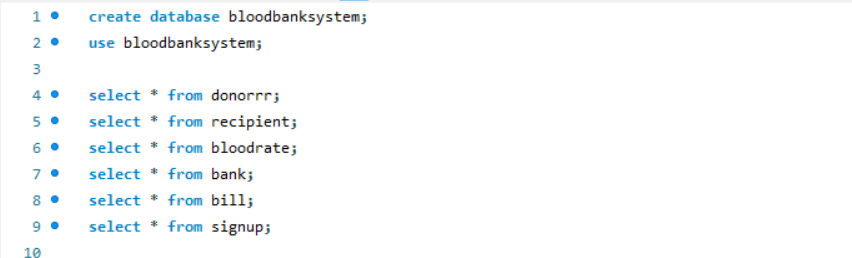 1 create database bloodbanksystem;
2 use bloodbanksystem;
3
4 select * from donorrr;
5 select * from recipient;
6 select * from bloodrate;
7 select * from bank;
8 select * from bill;
9 select * from signup;
10